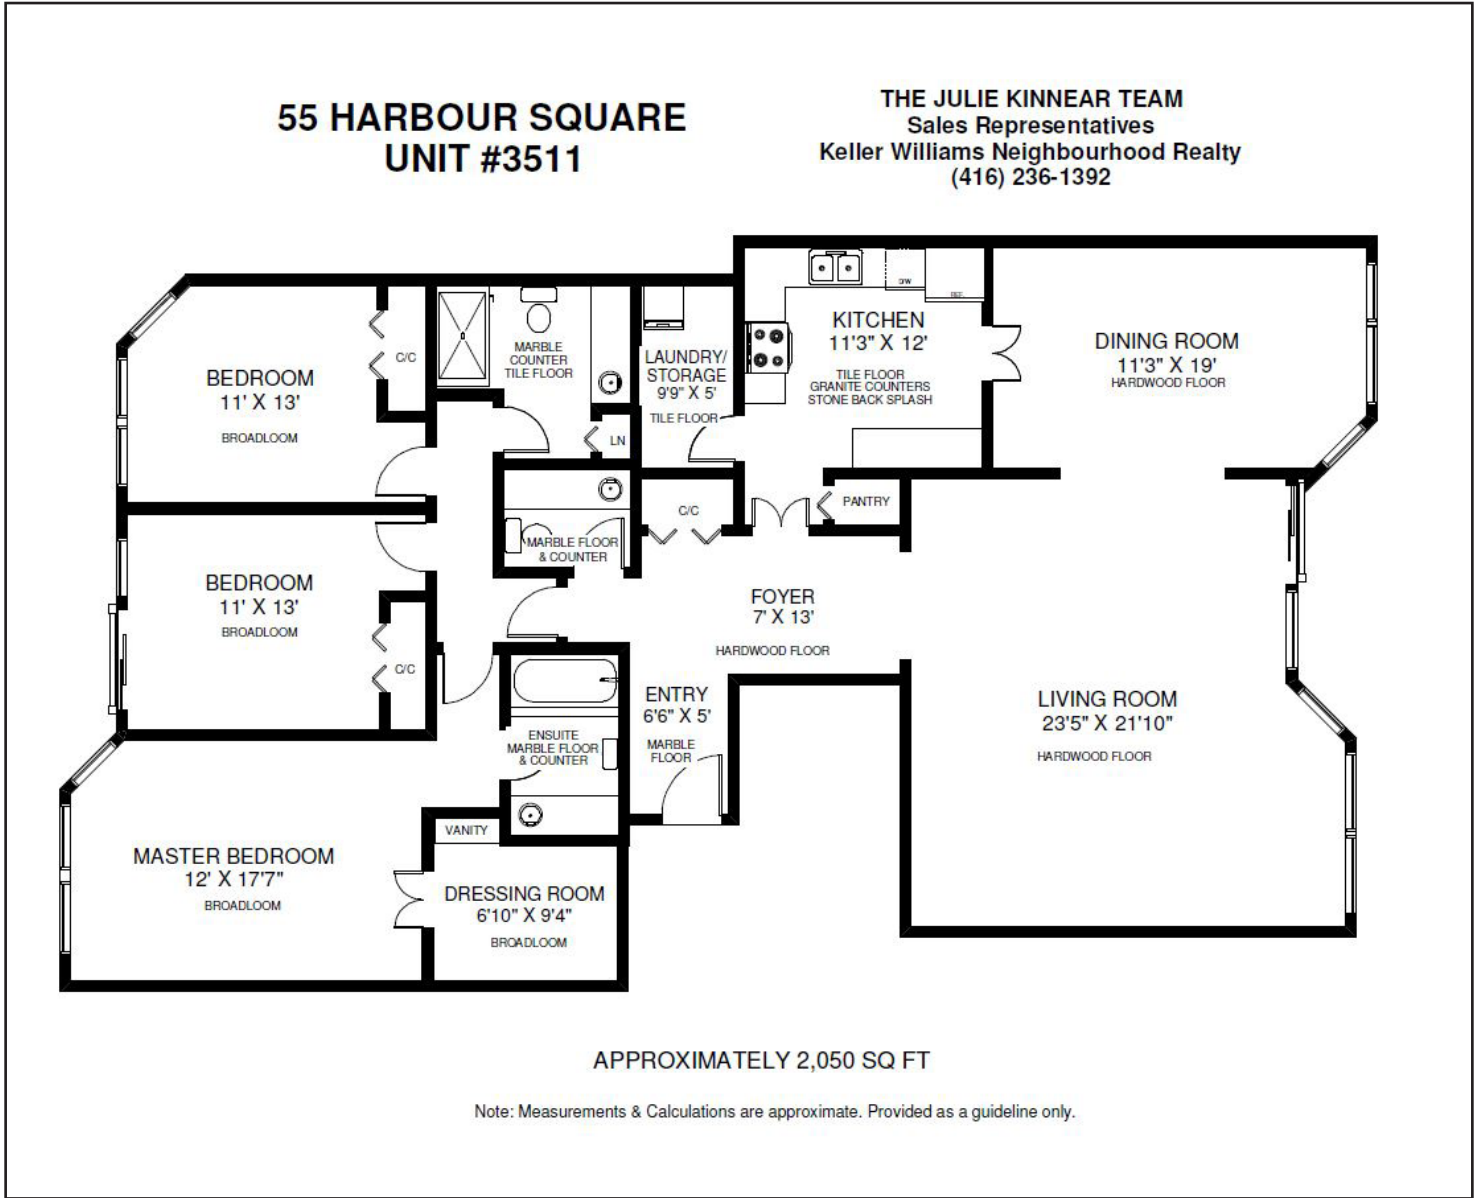 55 HARBOUR SQUARE
UNIT #3511
THE JULIE KINNEAR TEAM
Sales Representatives
Keller Williams Neighbourhood Realty
(416) 236-1392
BEDROOM
11' X 13'
BROADLOOM
C/C
MARBLE
COUNTER
TILE FLOOR
LN
LAUNDRY/
STORAGE
9'9" X 5'
TILE FLOOR
KITCHEN
11'3" X 12'
TILE FLOOR
GRANITE COUNTERS
STONE BACK SPLASH
D/W
REF.
DINING ROOM
11'3" X 19'
HARDWOOD FLOOR
MARBLE FLOOR
& COUNTER
C/C
PANTRY
BEDROOM
11' X 13'
BROADLOOM
C/C
FOYER
7' X 13'
HARDWOOD FLOOR
ENTRY
6'6" X 5'
MARBLE
FLOOR
ENSUITE
MARBLE FLOOR
& COUNTER
LIVING ROOM
23'5" X 21'10"
HARDWOOD FLOOR
MASTER BEDROOM
12' X 17'7"
BROADLOOM
VANITY
DRESSING ROOM
6'10" X 9'4"
BROADLOOM
APPROXIMATELY 2,050 SQ FT
Note: Measurements & Calculations are approximate. Provided as a guideline only.